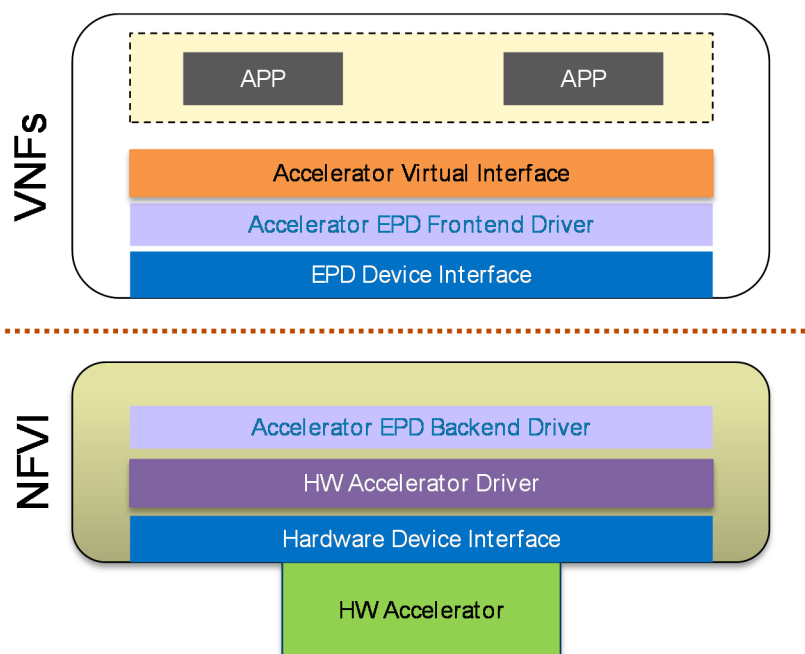 VNFs
APP
APP
Accelerator Virtual Interface
Accelerator EPD Frontend Driver
EPD Device Interface
NFVI
Accelerator EPD Backend Driver
HW Accelerator Driver
Hardware Device Interface
HW Accelerator